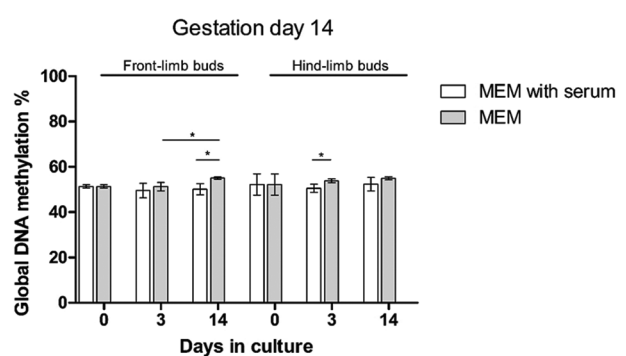 Gestation day 14
Front-limb buds Hind-limb buds
MEM with serum
MEM
Global DNA methylation %
100
80
60
40
20
0
* * *
0 3 14 0 3 14
Days in culture